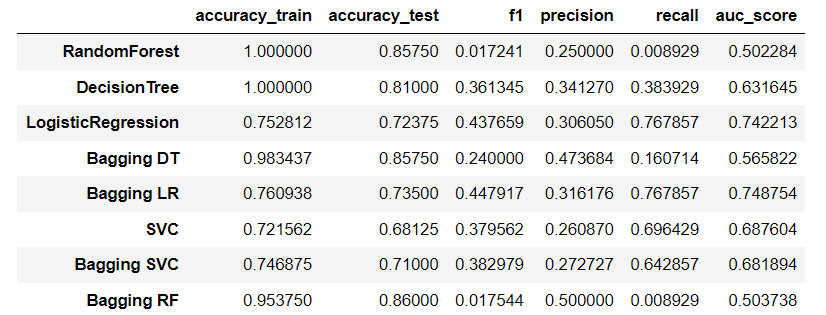 accuracy_train accuracy_test f1 precision recall auc_score
RandomForest 1.000000 0.85750 0.017241 0.250000 0.008929 0.502284
DecisionTree 1.000000 0.81000 0.361345 0.341270 0.383929 0.631645
LogisticRegression 0.752812 0.72375 0.437659 0.306050 0.767857 0.742213
Bagging DT 0.983437 0.85750 0.240000 0.473684 0.160714 0.565822
Bagging LR 0.760938 0.73500 0.447917 0.316176 0.767857 0.748754
SVC 0.721562 0.68125 0.379562 0.260870 0.696429 0.687604
Bagging SVC 0.746875 0.71000 0.382979 0.272727 0.642857 0.681894
Bagging RF 0.953750 0.86000 0.017544 0.500000 0.008929 0.503738